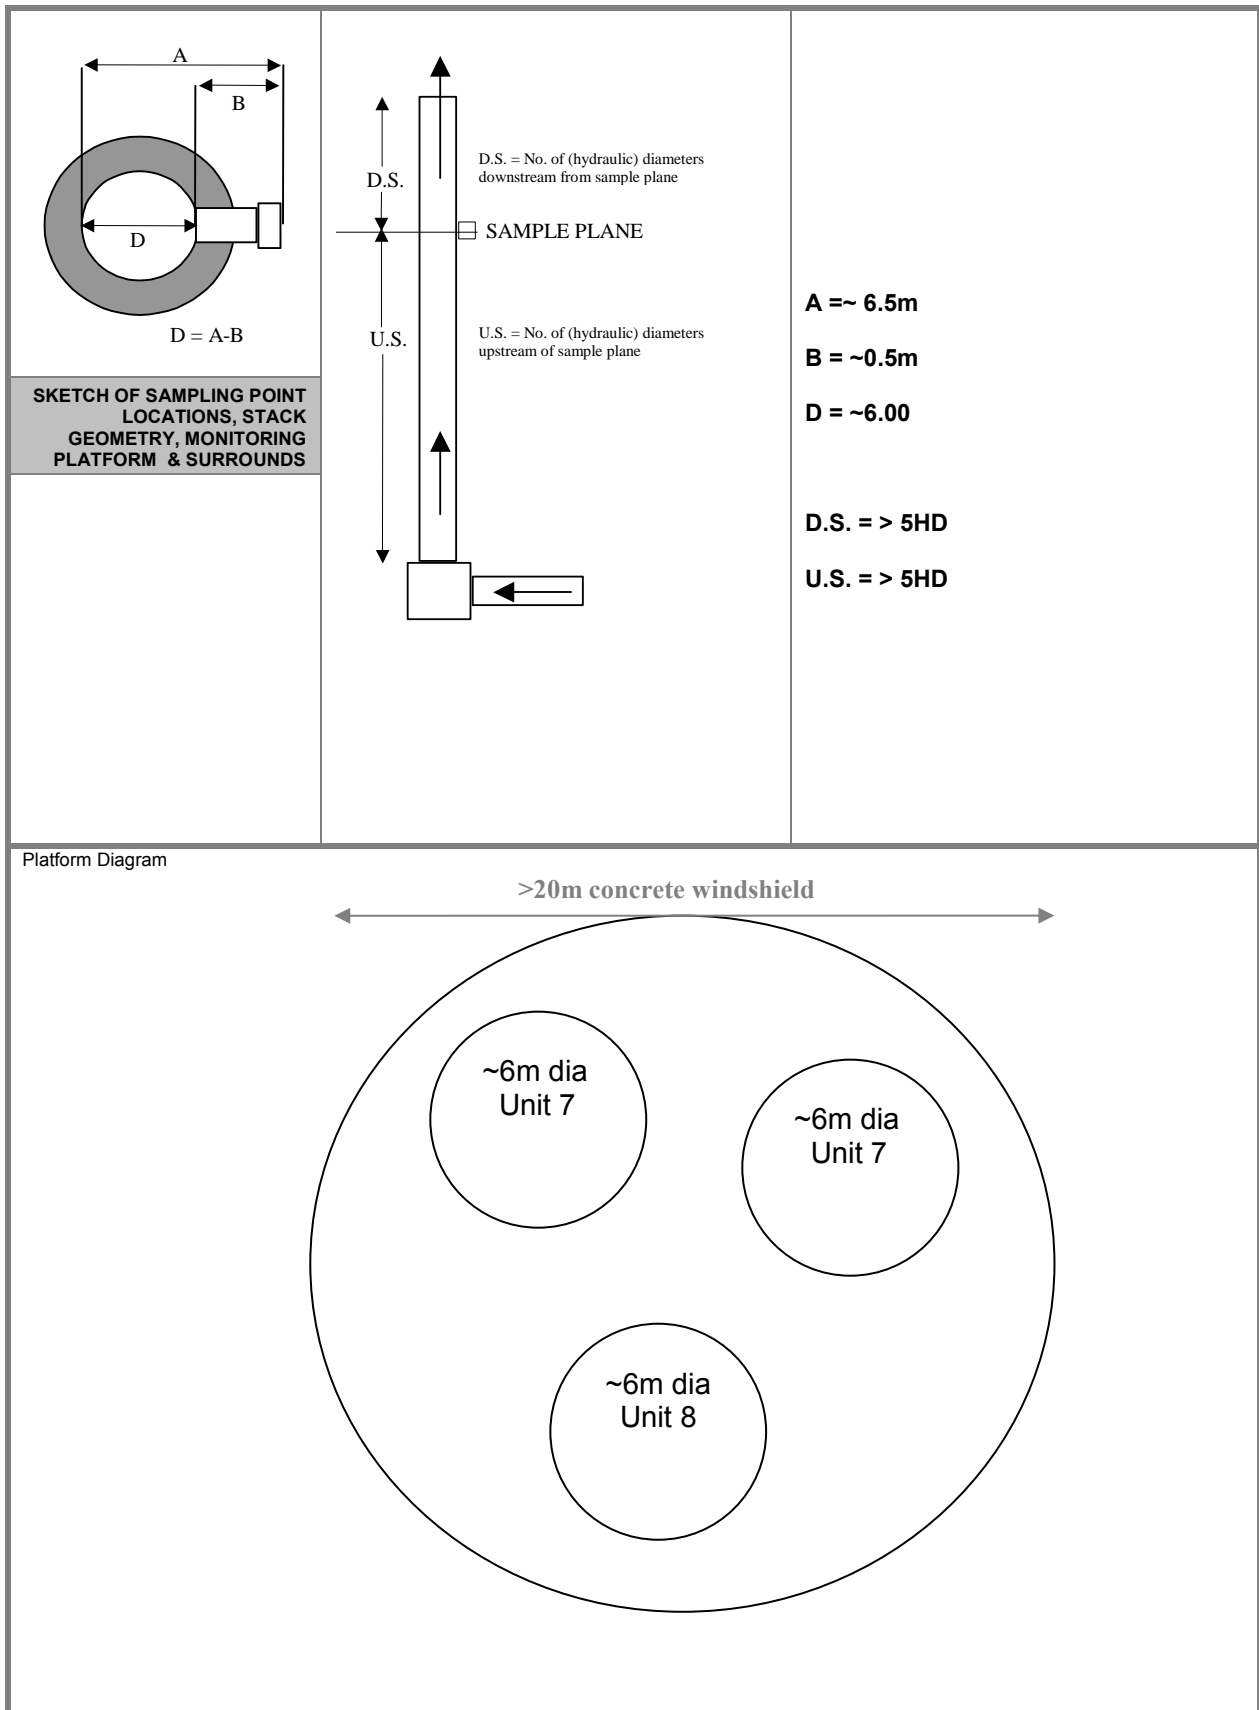 A
B
D
D = A-B
SKETCH OF SAMPLING POINT
LOCATIONS, STACK
GEOMETRY, MONITORING
PLATFORM & SURROUNDS
D.S.
D.S. = No. of (hydraulic) diameters
downstream from sample plane
SAMPLE PLANE
U.S.
U.S. = No. of (hydraulic) diameters
upstream of sample plane
A =~ 6.5m
B = ~0.5m
D = ~6.00
D.S. = > 5HD
U.S. = > 5HD
Platform Diagram
>20m concrete windshield
~6m dia
Unit 7
~6m dia
Unit 7
~6m dia
Unit 8